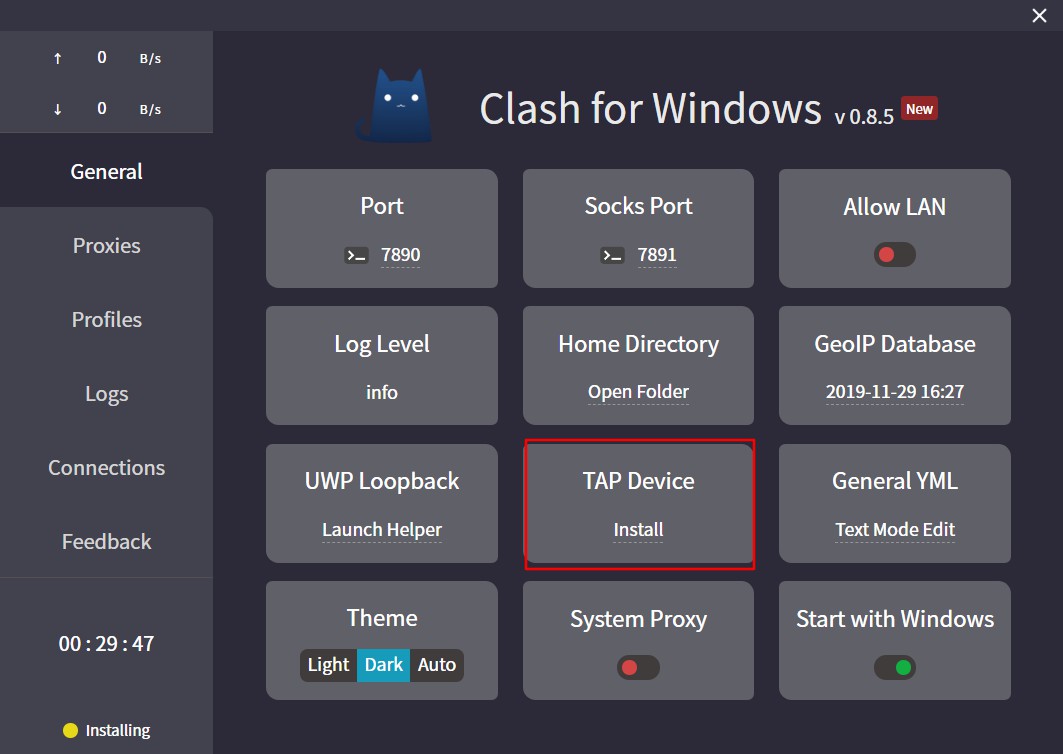 ↑ 0 B/s
↓ 0 B/s
General
Proxies
Profiles
Logs
Connections
Feedback
00 : 29 : 47
Installing
Clash for Windows v 0.8.5 New
Port
7890
Socks Port
7891
Allow LAN
Log Level
info
Home Directory
Open Folder
GeoIP Database
2019-11-29 16:27
UWP Loopback
Launch Helper
TAP Device
Install
General YML
Text Mode Edit
Theme
Light Dark Auto
System Proxy
Start with Windows